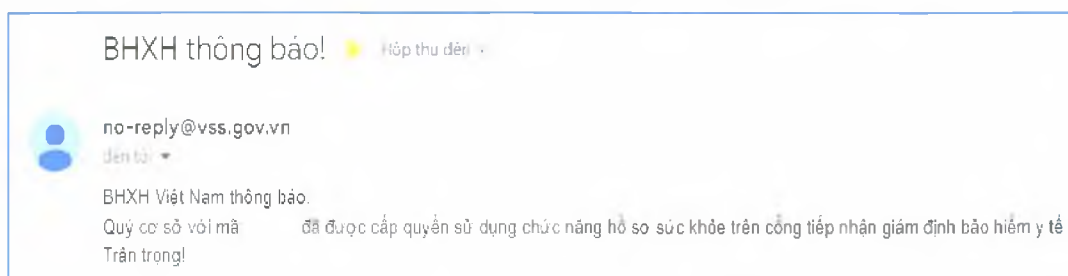 BHXH thông báo! Hộp thư đến
no-reply@vss.gov.vn
đến tôi
BHXH Việt Nam thông báo.
Quý cơ sở với mã đã được cấp quyền sử dụng chức năng hồ sơ sức khỏe trên cổng tiếp nhận giám định bảo hiểm y tế
Trân trọng!